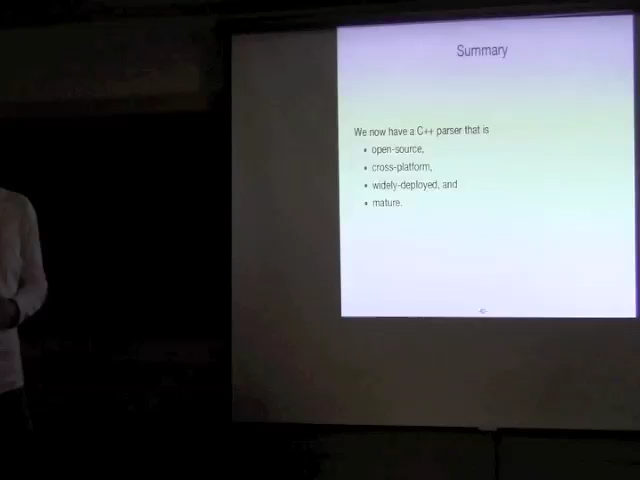 Summary
We now have a C++ parser that is
• open-source,
• cross-platform,
• widely-deployed, and
• mature.